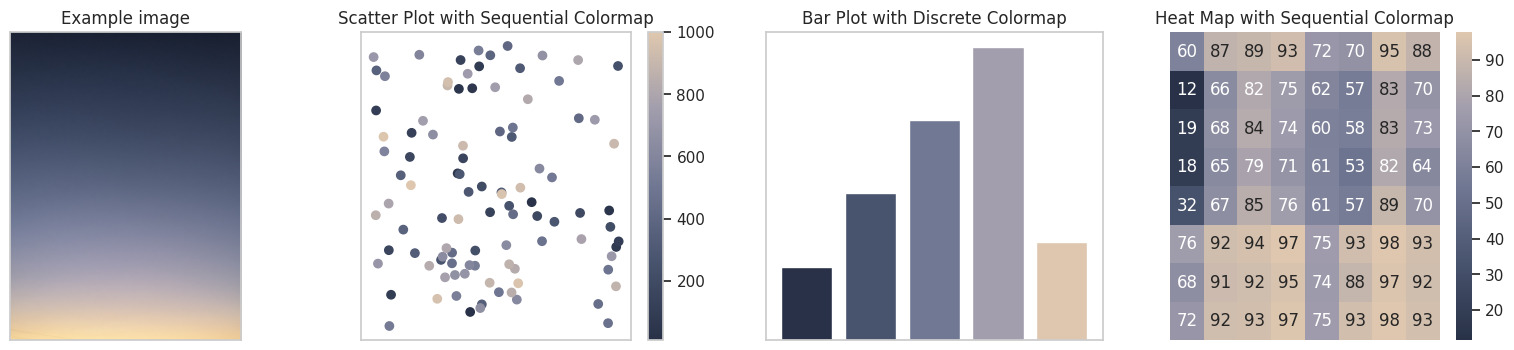 Example image
Scatter Plot with Sequential Colormap
1000
800
600
400
200
Bar Plot with Discrete Colormap
Heat Map with Sequential Colormap
60 87 89 93 72 70 95 88
12 66 82 75 62 57 83 70
19 68 84 74 60 58 83 73
18 65 79 71 61 53 82 64
32 67 85 76 61 57 89 70
76 92 94 97 75 93 98 93
68 91 92 95 74 88 97 92
72 92 93 97 75 93 98 93
90
80
70
60
50
40
30
20